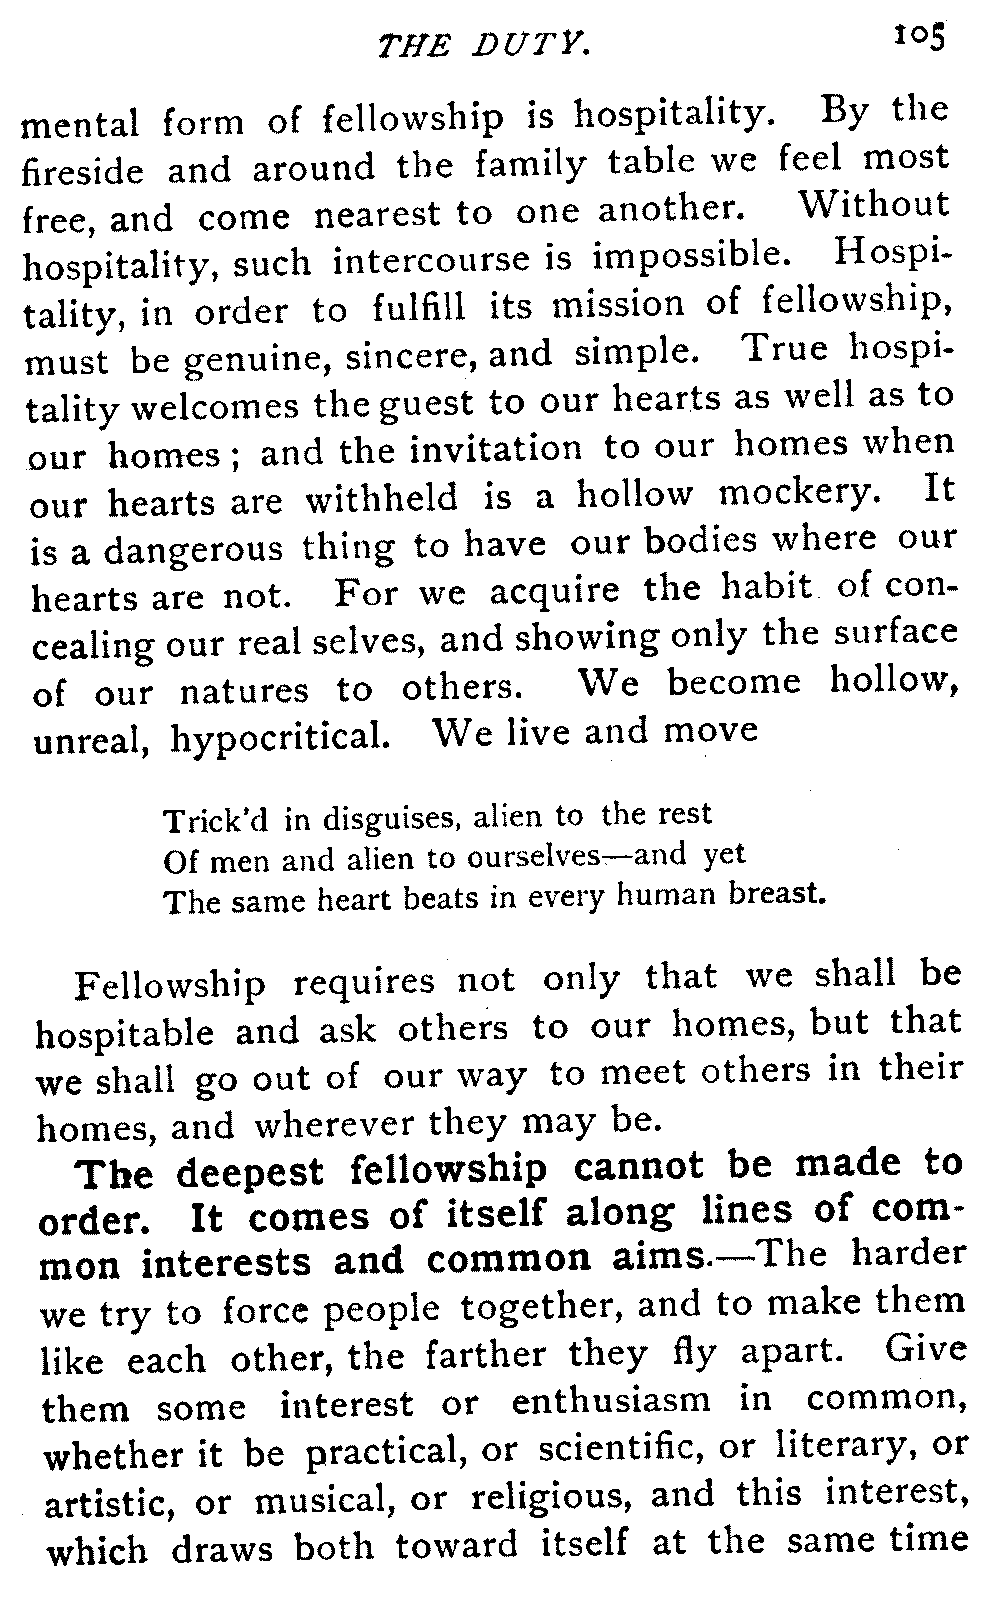 THE DUTY. 105
mental form of fellowship is hospitality. By the
fireside and around the family table we feel most
free, and come nearest to one another. Without
hospitality, such intercourse is impossible. Hospi-
tality, in order to fulfill its mission of fellowship,
must be genuine, sincere, and simple. True hospi-
tality welcomes the guest to our hearts as well as to
our homes; and the invitation to our homes when
our hearts are withheld is a hollow mockery. It
is a dangerous thing to have our bodies where our
hearts are not. For we acquire the habit of con-
cealing our real selves, and showing only the surface
of our natures to others. We become hollow,
unreal, hypocritical. We live and move
Trick'd in disguises, alien to the rest
Of men and alien to ourselves—and yet
The same heart beats in every human breast.
Fellowship requires not only that we shall be
hospitable and ask others to our homes, but that
we shall go out of our way to meet others in their
homes, and wherever they may be.
The deepest fellowship cannot be made to
order. It comes of itself along lines of com-
mon interests and common aims.—The harder
we try to force people together, and to make them
like each other, the farther they fly apart. Give
them some interest or enthusiasm in common,
whether it be practical, or scientific, or literary, or
artistic, or musical, or religious, and this interest,
which draws both toward itself at the same time